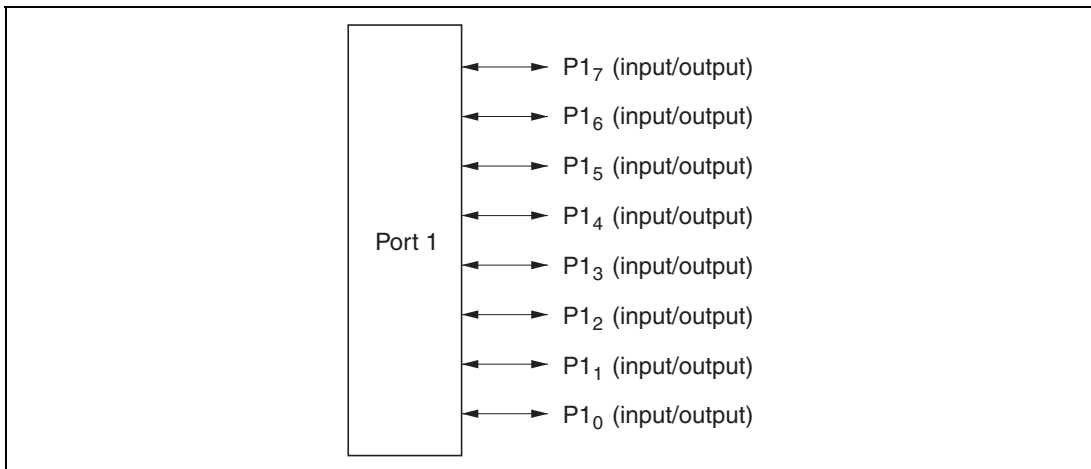 P1₇ (input/output)
P1₆ (input/output)
P1₅ (input/output)
P1₄ (input/output)
Port 1
P1₃ (input/output)
P1₂ (input/output)
P1₁ (input/output)
P1₀ (input/output)